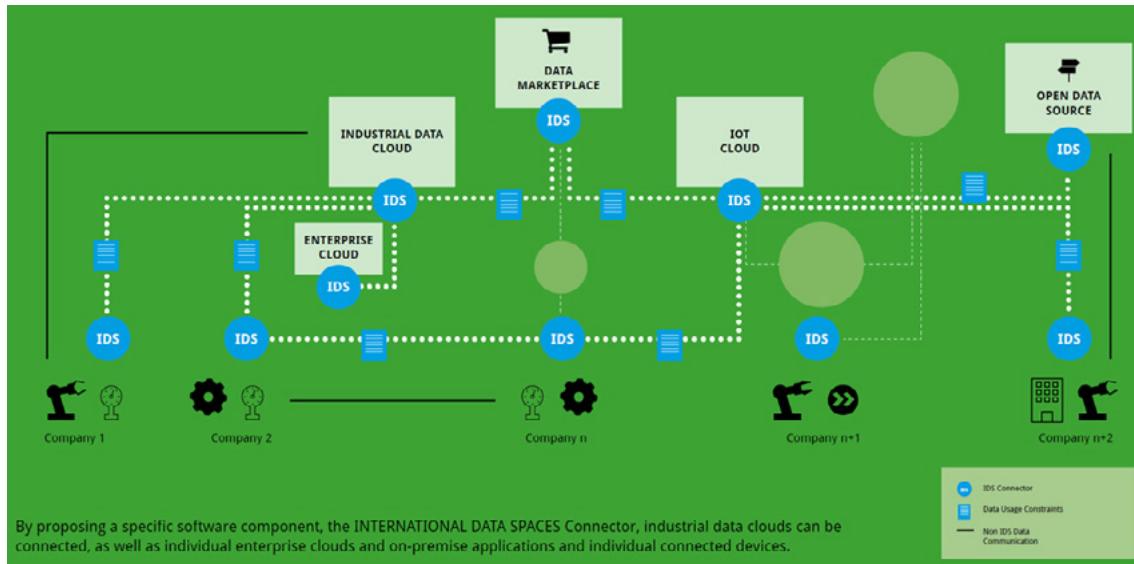 DATA
MARKETPLACE
IDS
OPEN DATA
SOURCE
IDS
INDUSTRIAL DATA
CLOUD
IDS
IOT
CLOUD
IDS
ENTERPRISE
CLOUD
IDS
IDS
IDS
IDS
IDS
IDS
Company 1
Company 2
Company n
Company n+1
Company n+2
IDS
IDS Connector
Data Usage Constraints
Non IDS Data
Communication
By proposing a specific software component, the INTERNATIONAL DATA SPACES Connector, industrial data clouds can be
connected, as well as individual enterprise clouds and on-premise applications and individual connected devices.